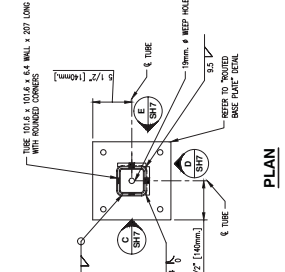 TUBE 101.6 x 101.6 x 6.4 WALL x 207 LONG
WITH ROUNDED CORNERS
5 1/2" [140mm.]
℄ TUBE
19mm. ø WEEP HOLE
E
SH7
9.5
REFER TO "ROUTED
BASE PLATE" DETAIL
C
SH7
D
SH7
/2" [140mm.]
℄ TUBE
PLAN